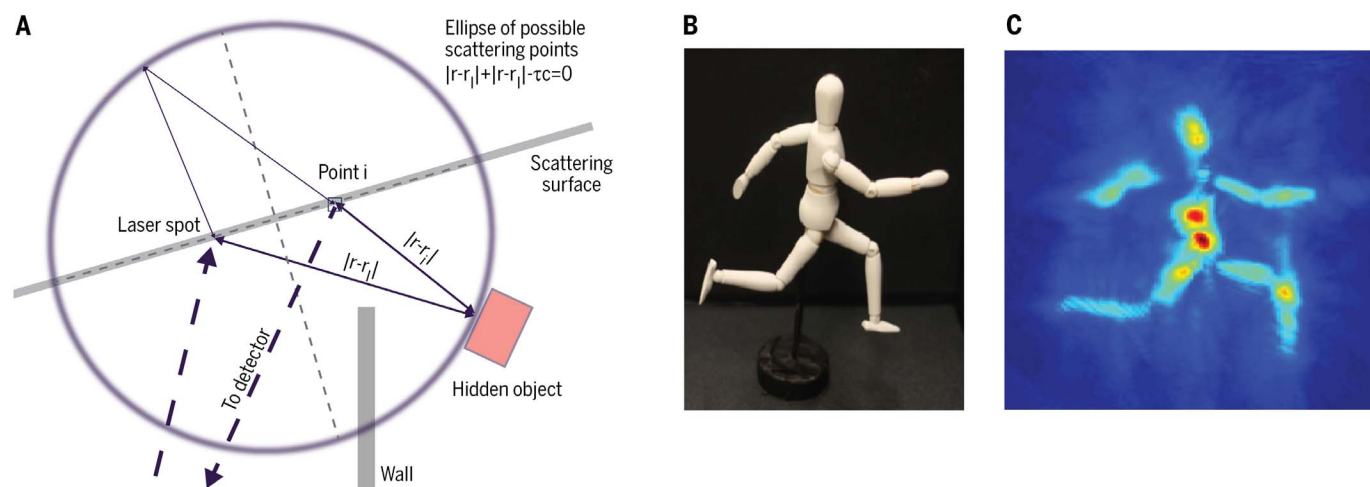 A
Ellipse of possible
scattering points
|r-rₗ|+|r-rₗ|-τc=0
Point i
Scattering
surface
Laser spot
|r-rᵢ|
|r-rₗ|
To detector
Hidden object
Wall
B
C